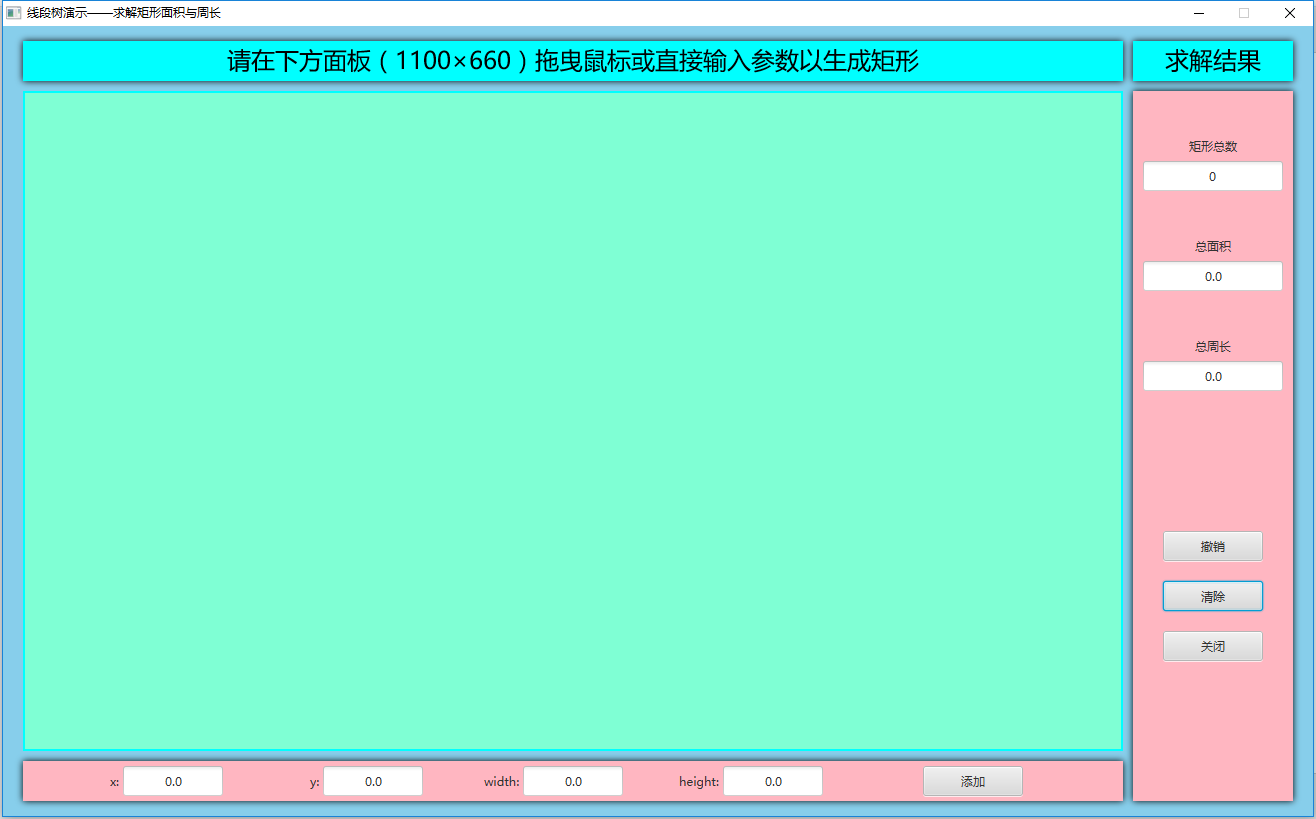 线段树演示——求解矩形面积与周长
请在下方面板（1100×660）拖曳鼠标或直接输入参数以生成矩形
求解结果
矩形总数
0
总面积
0.0
总周长
0.0
撤销
清除
关闭
x: 0.0 y: 0.0 width: 0.0 height: 0.0 添加